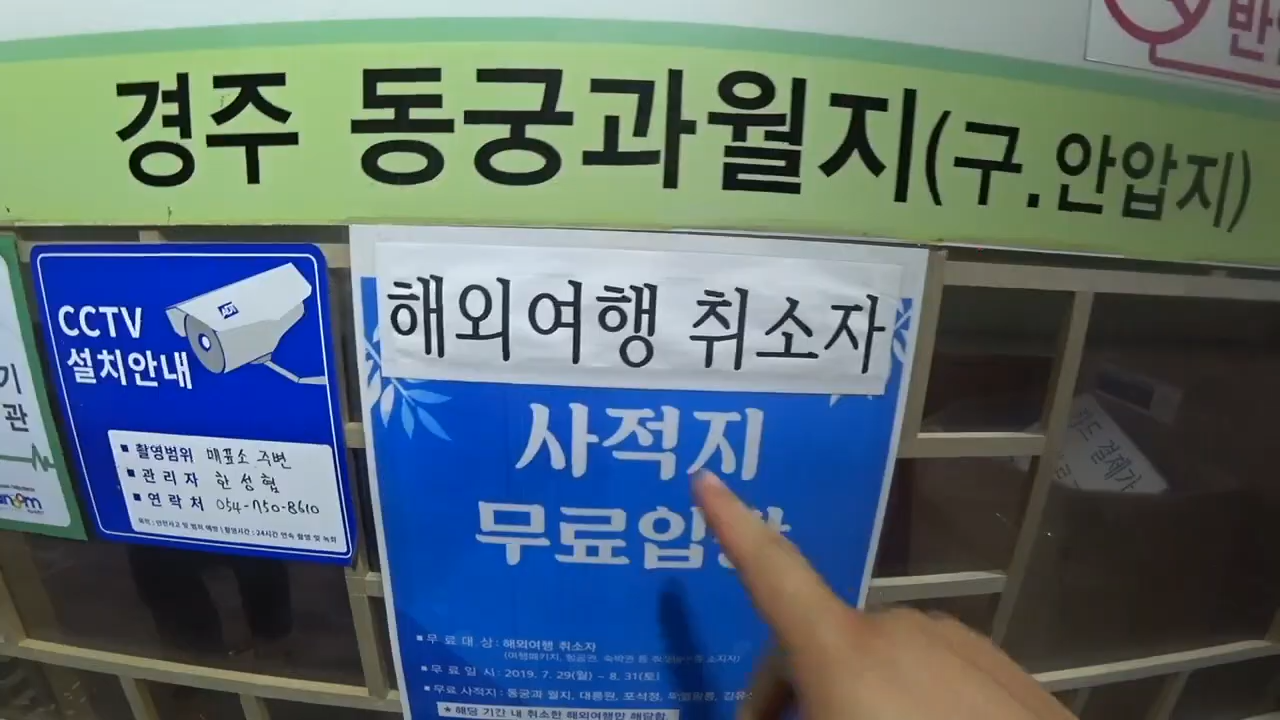 경주 동궁과월지(구.안압지)
CCTV
설치안내
■ 촬영범위 매표소 주변
■ 관리자 한성협
■ 연락처 054-750-8610
해외여행 취소자
사적지
무료입장
■ 무료대상: 해외여행 취소자
■ 무료일시: 2019. 7. 29(월) ~ 8. 31(토)
■ 무료 사적지: 동궁과 월지, 대릉원, 포석정,
★ 해당 기간 내 취소한 해외여행만 해당함.
기
관